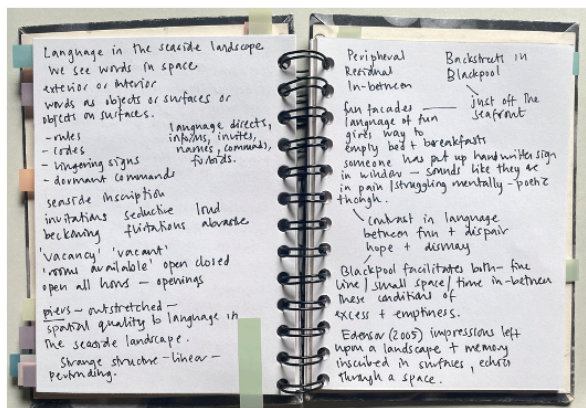 Language in the seaside landscape
We see words in space
exterior or interior
words as objects or surfaces or
objects on surfaces.
- rules
- codes
- lingering signs
- dormant commands
language directs,
informs, invites,
names, commands,
forbids.
seaside inscription
invitations seductive loud
beckoning flirtations abrasive
'vacancy' 'vacant'
'rooms available' open closed
open all hours – openings
piers – outstretched –
spatial quality to language in
the seaside landscape.
Strange structure – linear –
protruding.
Peripheral
Residual
In-between
Backstreets in
Blackpool
just off the
seafront
fun facades
language of fun
gives way to
empty bed + breakfasts
someone has put up handwritten sign
in window – sounds like they are
in pain / struggling mentally – poetic
though.
contrast in language
between fun + dispair
hope + dismay
Blackpool facilitates both – fine
line / small space / time in-between
these conditions of
excess + emptiness.
Edensor (2005) impressions left
upon a landscape + memory
inscribed in surfaces, echoes
through a space.